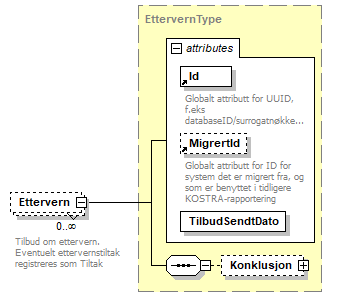 EttervernType
attributes
Id
Globalt attributt for UUID,
f.eks
databaseID/surrogatnøkke...
MigrertId
Globalt attributt for ID for
system det er migrert fra, og
som er benyttet i tidligere
KOSTRA-rapportering
Ettervern
0..∞
Tilbud om ettervern.
Eventuelt ettervernstiltak
registreres som Tiltak
TilbudSendtDato
Konklusjon